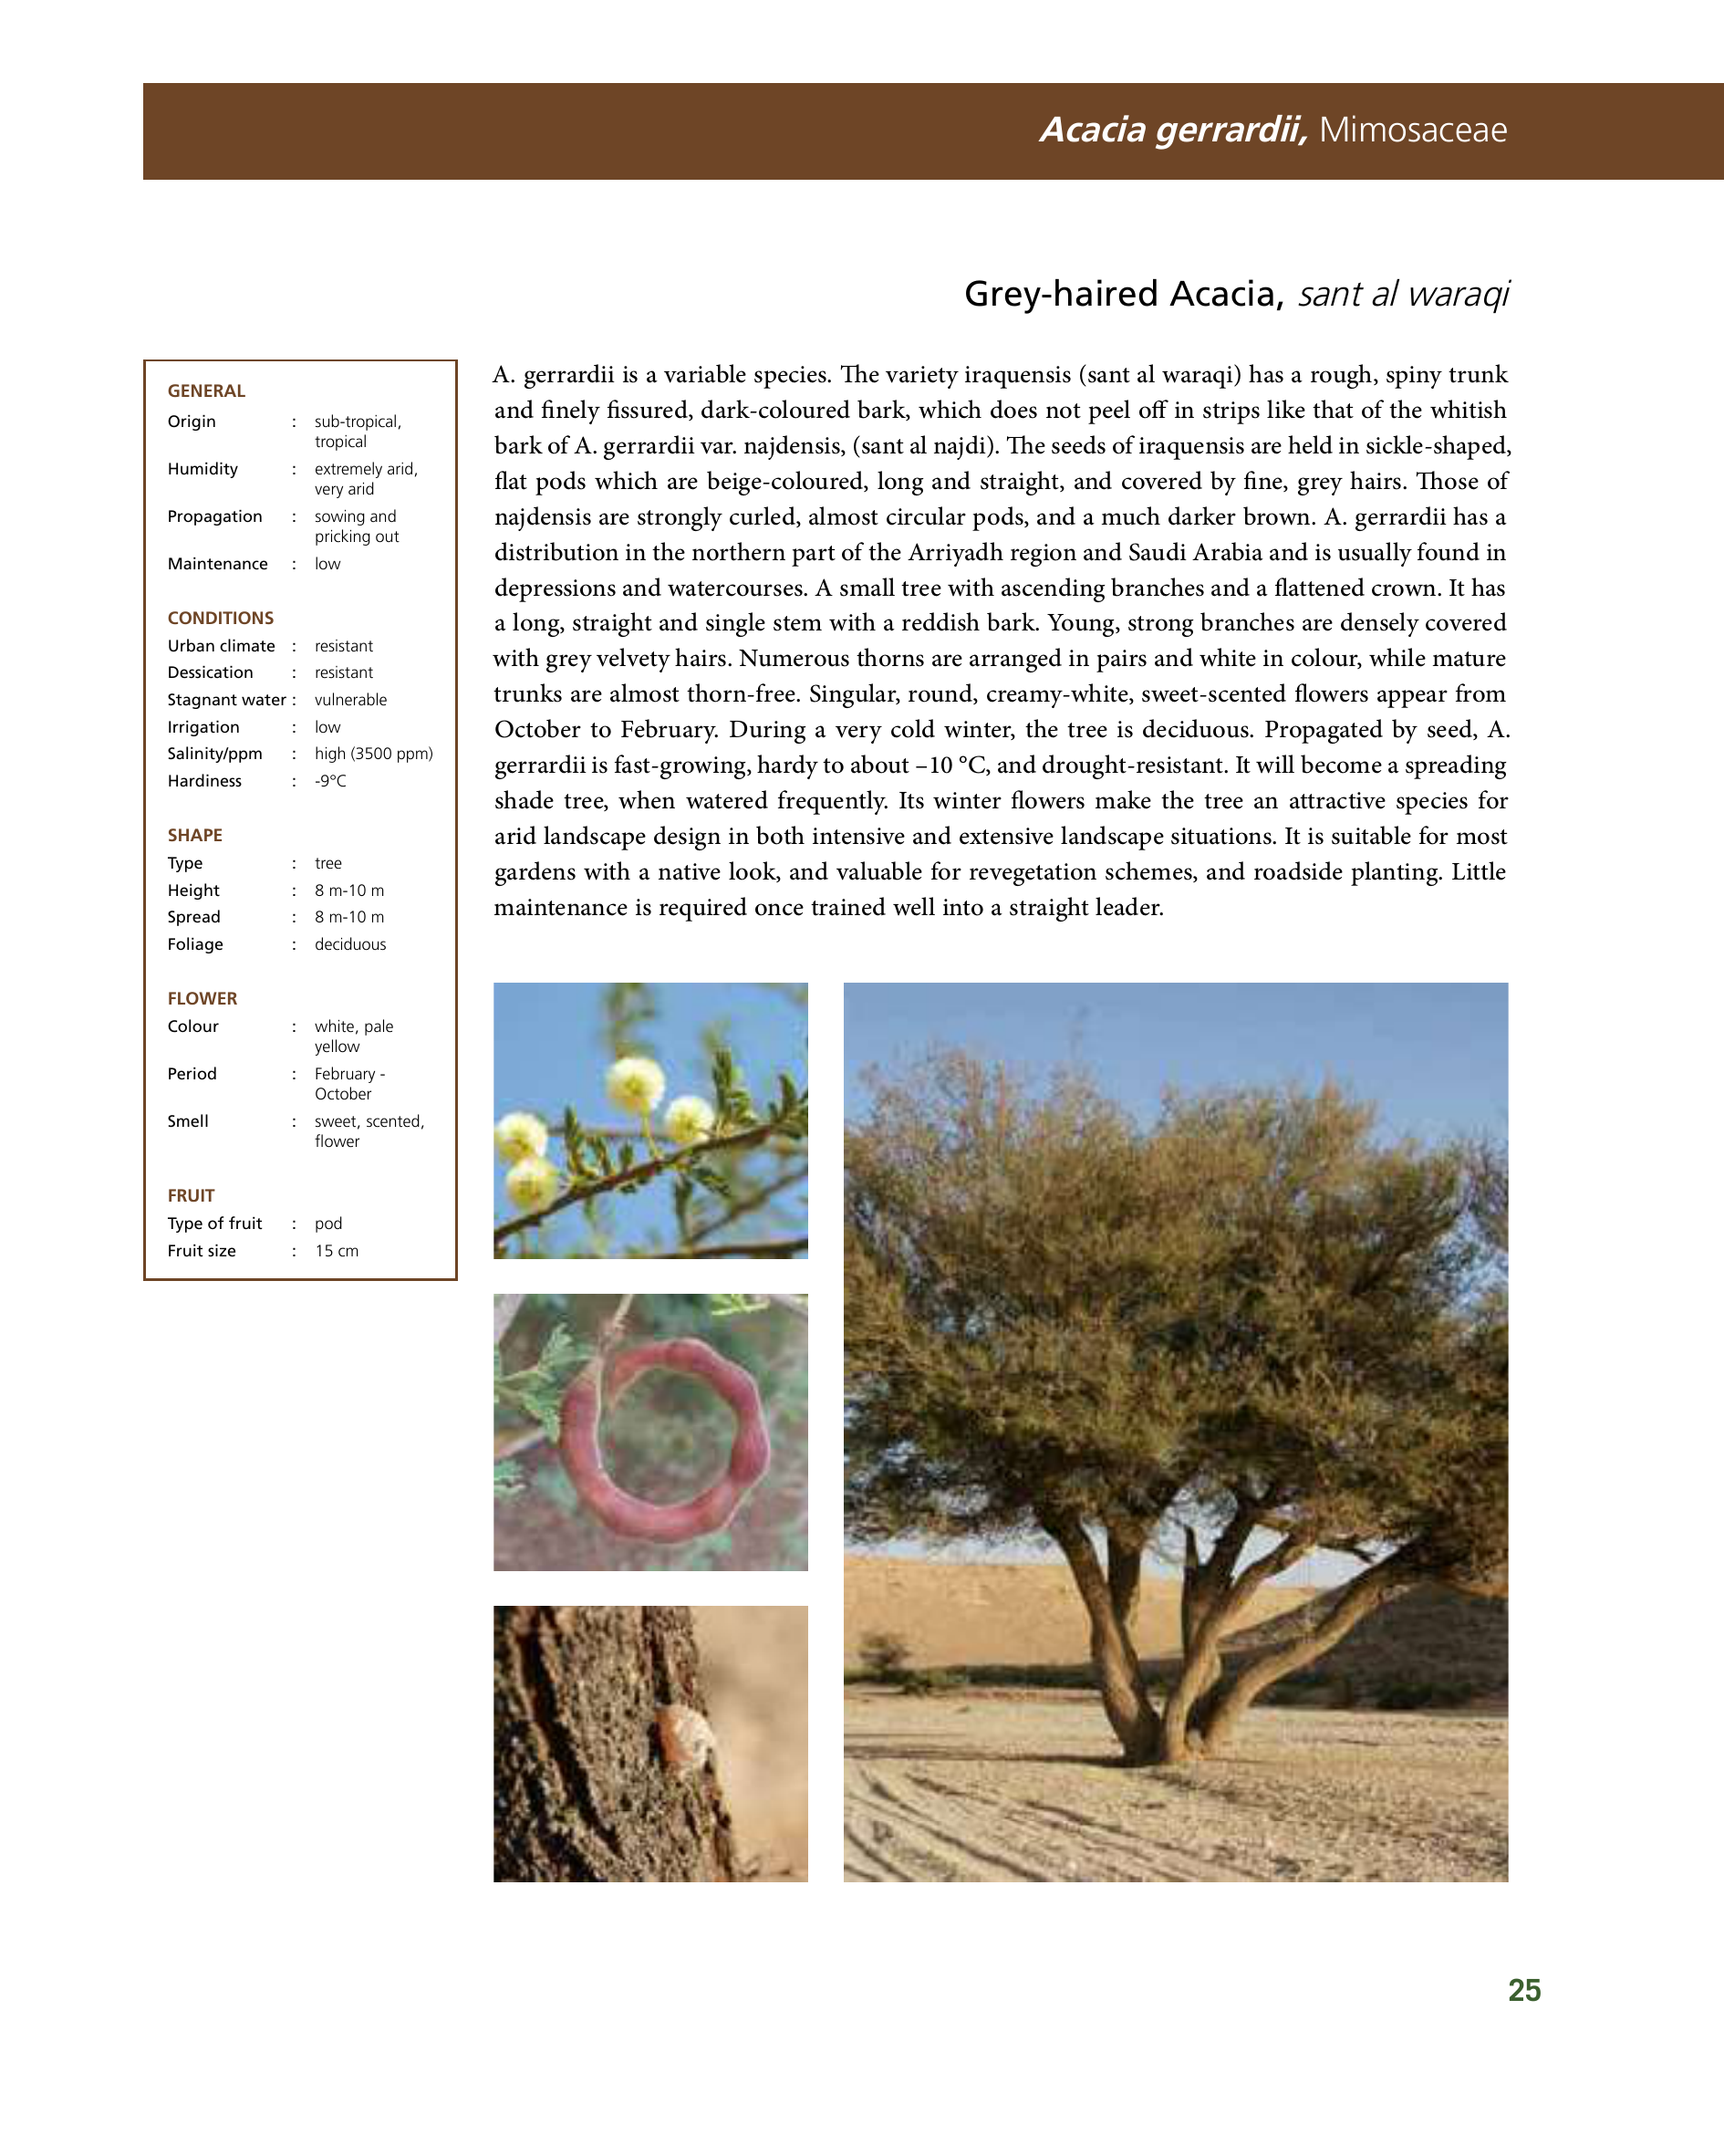 Acacia gerrardii, Mimosaceae
Grey-haired Acacia, sant al waraqi
GENERAL
Origin : sub-tropical,
tropical
Humidity : extremely arid,
very arid
Propagation : sowing and
pricking out
Maintenance : low
CONDITIONS
Urban climate : resistant
Dessication : resistant
Stagnant water : vulnerable
Irrigation : low
Salinity/ppm : high (3500 ppm)
Hardiness : -9°C
SHAPE
Type : tree
Height : 8 m-10 m
Spread : 8 m-10 m
Foliage : deciduous
FLOWER
Colour : white, pale
yellow
Period : February -
October
Smell : sweet, scented,
flower
FRUIT
Type of fruit : pod
Fruit size : 15 cm
A. gerrardii is a variable species. The variety iraquensis (sant al waraqi) has a rough, spiny trunk
and finely fissured, dark-coloured bark, which does not peel off in strips like that of the whitish
bark of A. gerrardii var. najdensis, (sant al najdi). The seeds of iraquensis are held in sickle-shaped,
flat pods which are beige-coloured, long and straight, and covered by fine, grey hairs. Those of
najdensis are strongly curled, almost circular pods, and a much darker brown. A. gerrardii has a
distribution in the northern part of the Arriyadh region and Saudi Arabia and is usually found in
depressions and watercourses. A small tree with ascending branches and a flattened crown. It has
a long, straight and single stem with a reddish bark. Young, strong branches are densely covered
with grey velvety hairs. Numerous thorns are arranged in pairs and white in colour, while mature
trunks are almost thorn-free. Singular, round, creamy-white, sweet-scented flowers appear from
October to February. During a very cold winter, the tree is deciduous. Propagated by seed, A.
gerrardii is fast-growing, hardy to about –10 °C, and drought-resistant. It will become a spreading
shade tree, when watered frequently. Its winter flowers make the tree an attractive species for
arid landscape design in both intensive and extensive landscape situations. It is suitable for most
gardens with a native look, and valuable for revegetation schemes, and roadside planting. Little
maintenance is required once trained well into a straight leader.
25